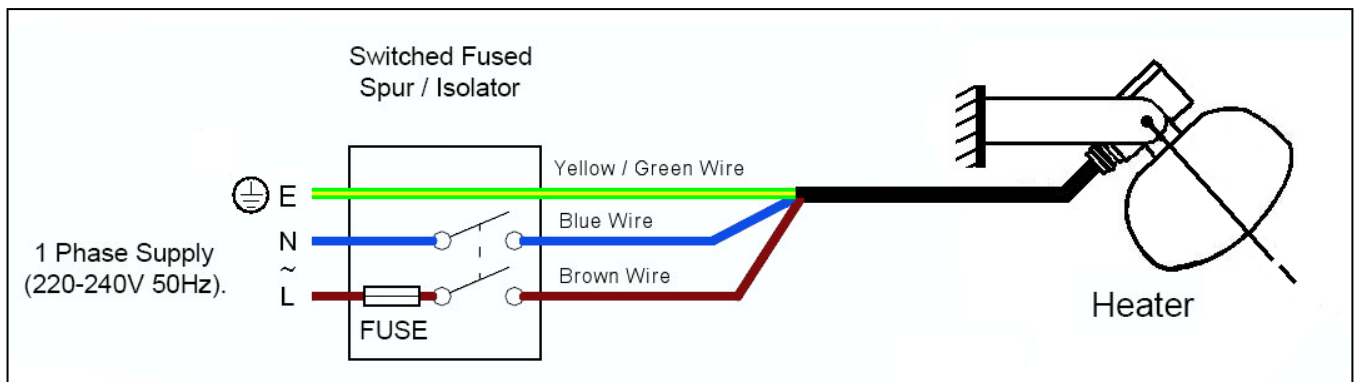 Switched Fused
Spur / Isolator
Yellow / Green Wire
E
Blue Wire
N
1 Phase Supply
(220-240V 50Hz).
~
L
Brown Wire
FUSE
Heater